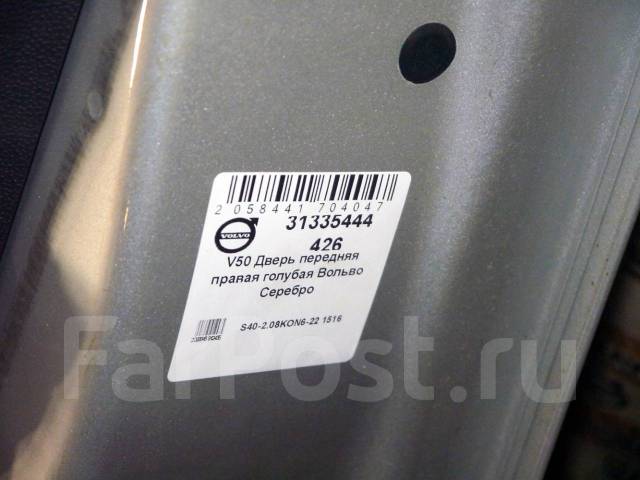 2 058441 704047
VOLVO
31335444
426
V50 Дверь передняя
правая голубая Вольво
Серебро
S40-2.08KON6-22 1516
FarPost.ru